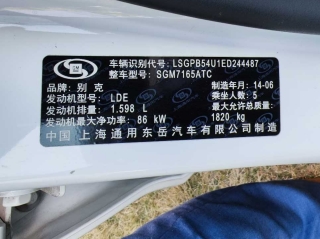 车辆识别代号: LSGPB54U1ED244487
整车型号: SGM7165ATC
品牌: 别克 制造年月: 14-06
发动机型号: LDE 乘坐人数: 5
发动机排量: 1.598 L 最大允许总质量:
发动机最大净功率: 86 kW 1820 kg
中国 上海通用东岳汽车有限公司制造